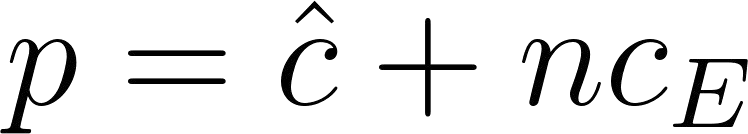 p = ĉ + nc_E